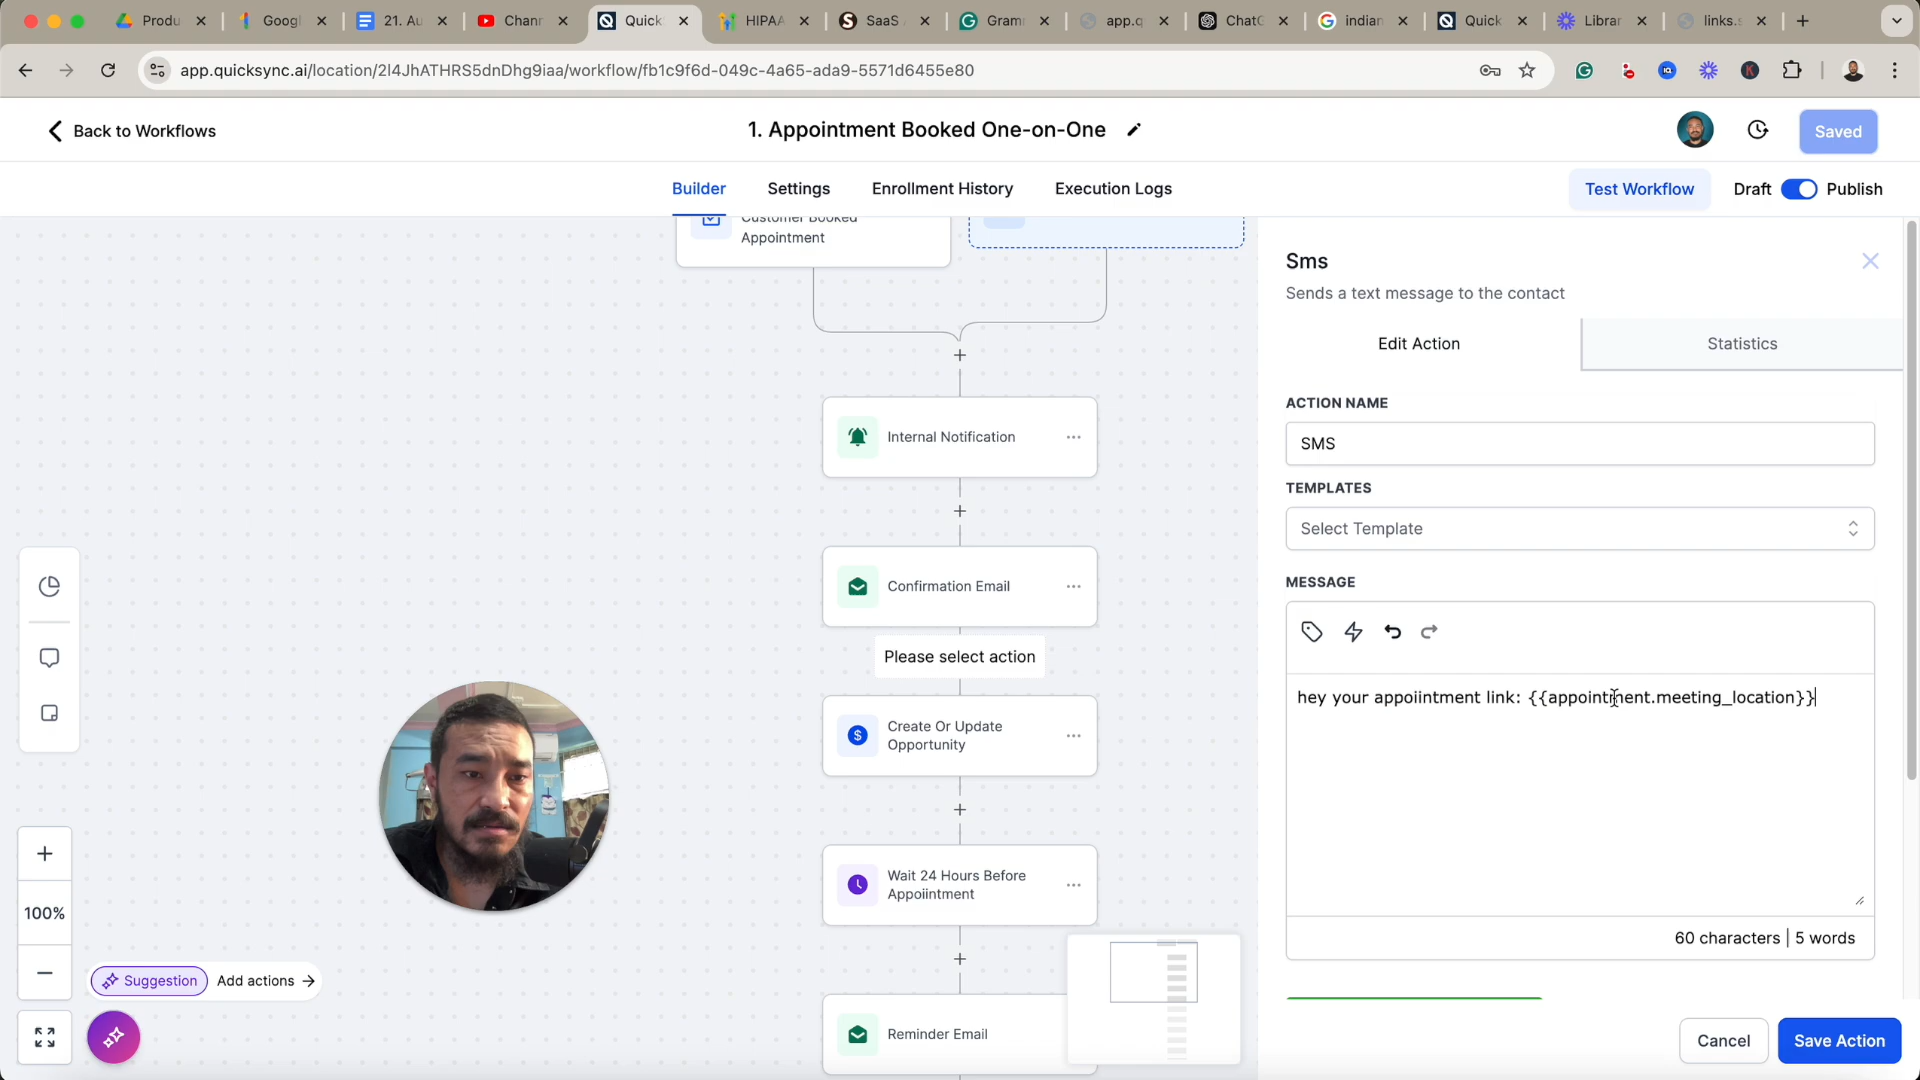 Produ
Googl
21. Au
Chann
Quick
HIPAA
SaaS
Gramr
app.q
ChatG
indian
Quick
Librar
links.s
app.quicksync.ai/location/2l4JhATHRS5dnDhg9iaa/workflow/fb1c9f6d-049c-4a65-ada9-5571d6455e80
Back to Workflows
1. Appointment Booked One-on-One
Saved
Builder
Settings
Enrollment History
Execution Logs
Test Workflow
Draft
Publish
Customer Booked
Appointment
Internal Notification
Confirmation Email
Please select action
Create Or Update
Opportunity
Wait 24 Hours Before
Appoiintment
Reminder Email
100%
Suggestion
Add actions
Sms
Sends a text message to the contact
Edit Action
Statistics
ACTION NAME
SMS
TEMPLATES
Select Template
MESSAGE
hey your appoiintment link: {{appointment.meeting_location}}
60 characters | 5 words
Cancel
Save Action